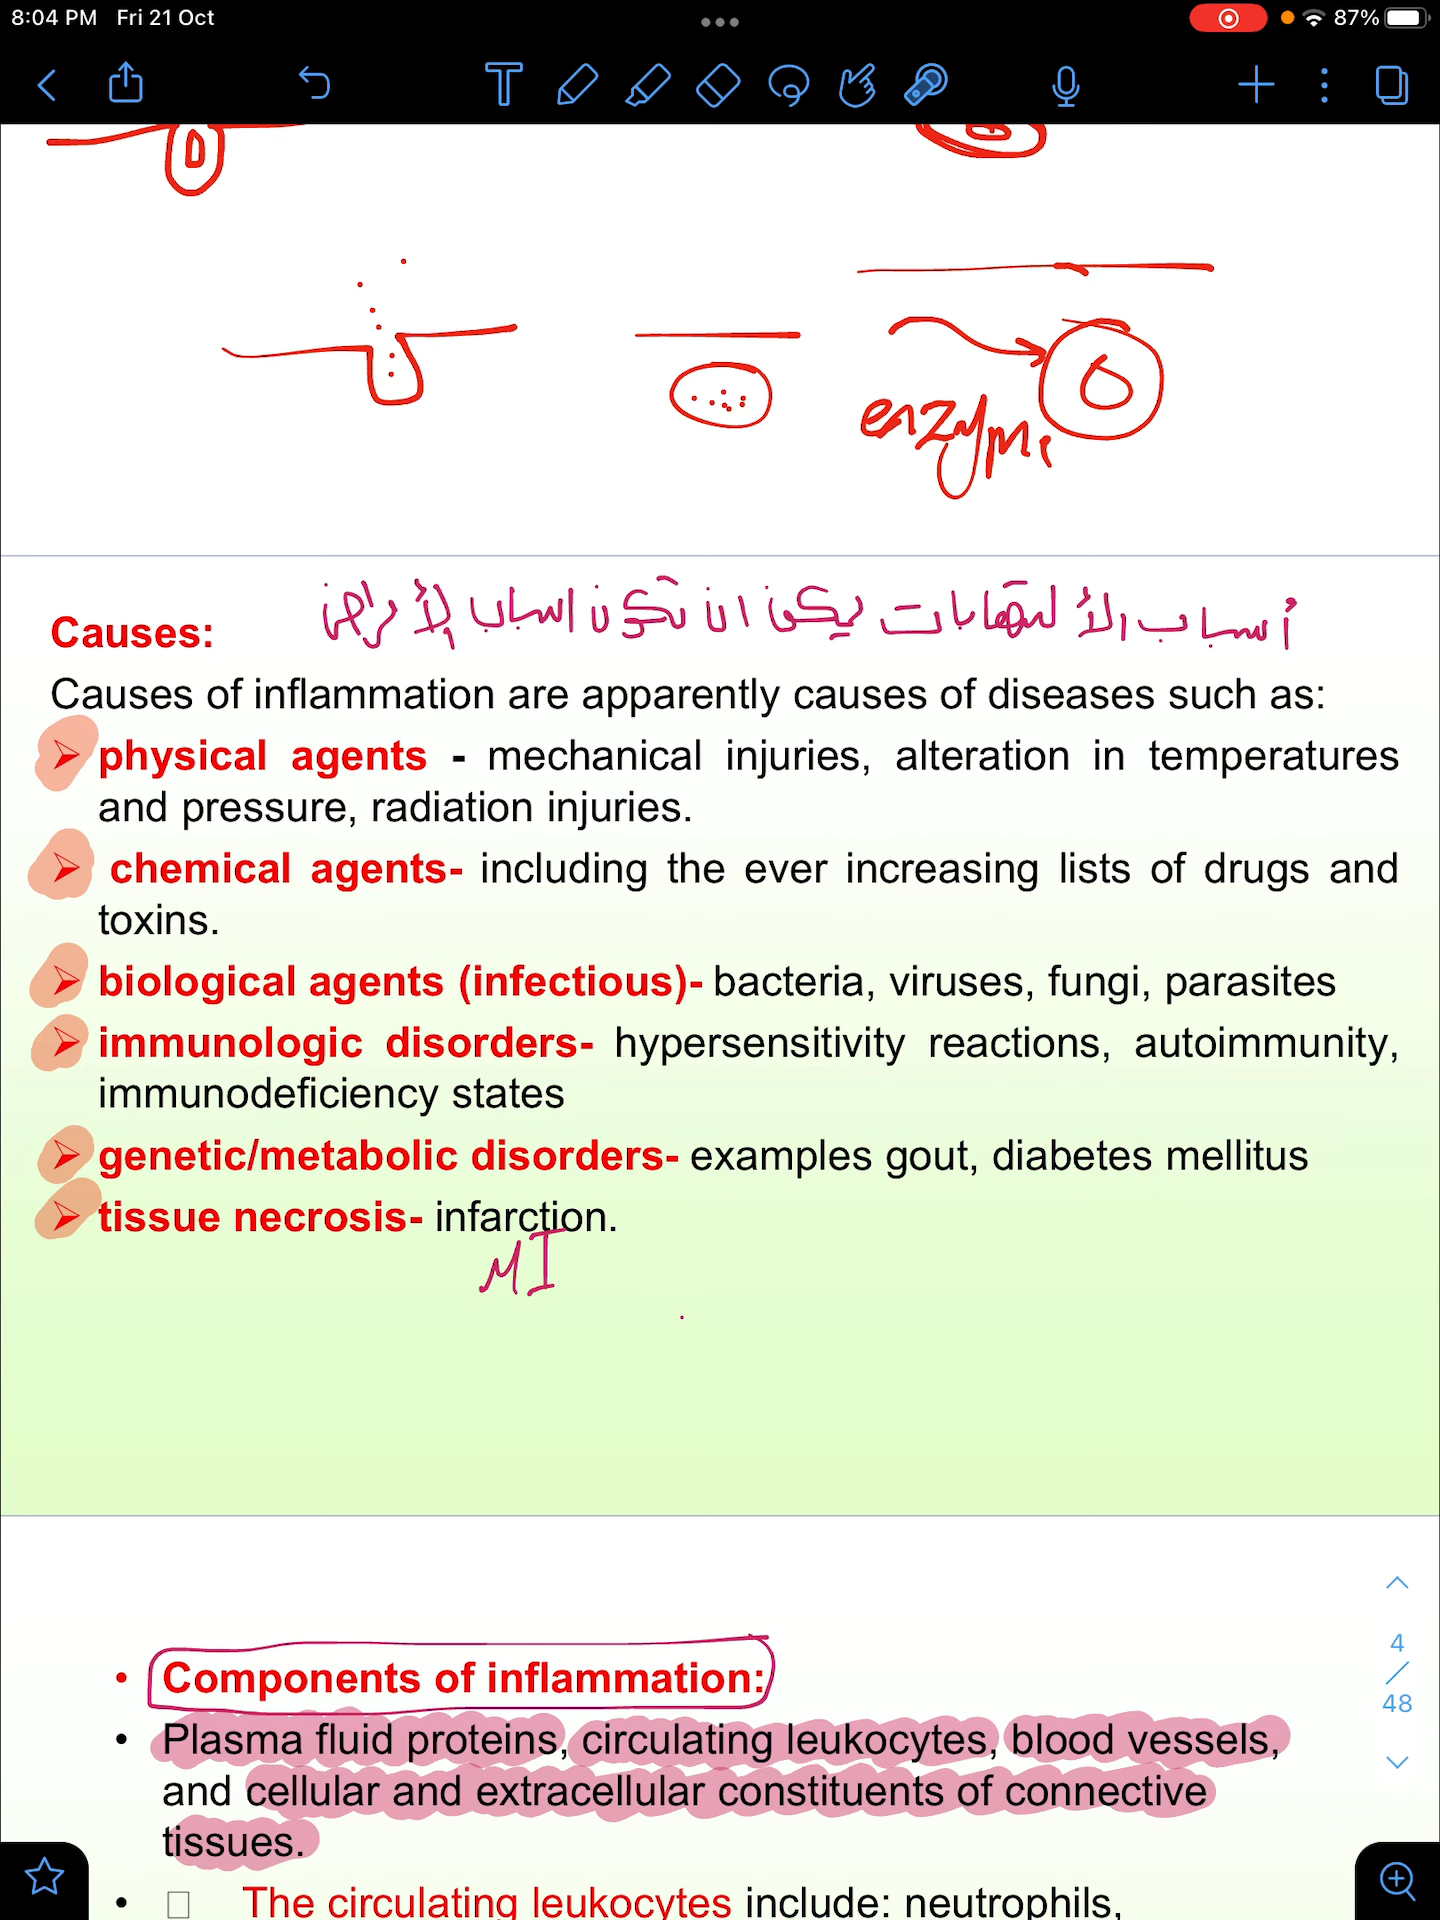 8:04 PM Fri 21 Oct
87%
enzyme
أسباب الألتهابات يمكن ان تكون اسباب الأمراض
Causes:
Causes of inflammation are apparently causes of diseases such as:
➢ physical agents - mechanical injuries, alteration in temperatures
and pressure, radiation injuries.
➢ chemical agents- including the ever increasing lists of drugs and
toxins.
➢ biological agents (infectious)- bacteria, viruses, fungi, parasites
➢ immunologic disorders- hypersensitivity reactions, autoimmunity,
immunodeficiency states
➢ genetic/metabolic disorders- examples gout, diabetes mellitus
➢ tissue necrosis- infarction.
MI
4
/
48
• Components of inflammation:
• Plasma fluid proteins, circulating leukocytes, blood vessels,
and cellular and extracellular constituents of connective
tissues.
• □ The circulating leukocytes include: neutrophils,